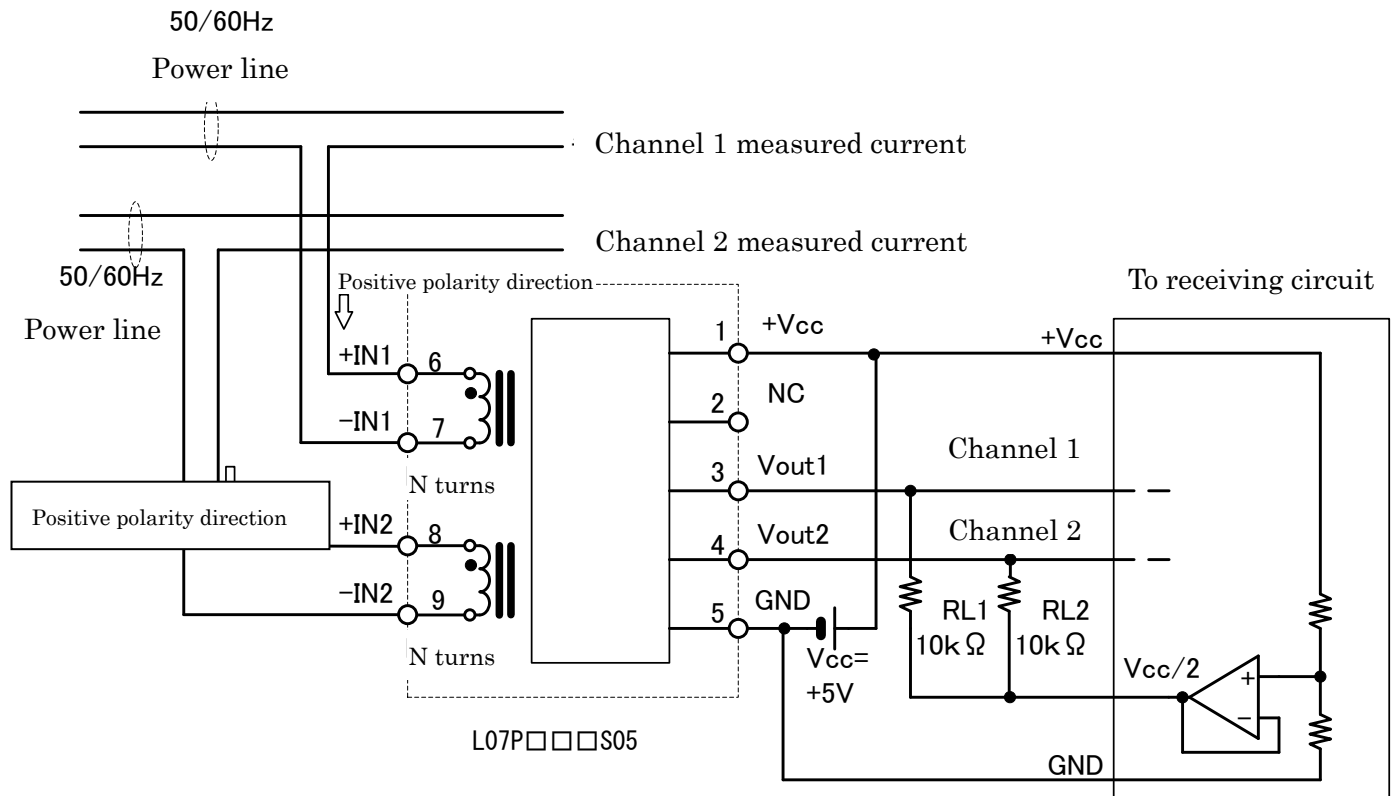 50/60Hz
Power line
Channel 1 measured current
Channel 2 measured current
50/60Hz
Power line
Positive polarity direction
To receiving circuit
+IN1
6
−IN1
7
N turns
Positive polarity direction
+IN2
8
−IN2
9
N turns
1
+Vcc
+Vcc
2
NC
3
Vout1
Channel 1
4
Vout2
Channel 2
5
GND
Vcc=
+5V
RL1
10kΩ
RL2
10kΩ
Vcc/2
+
−
GND
L07P□□□S05